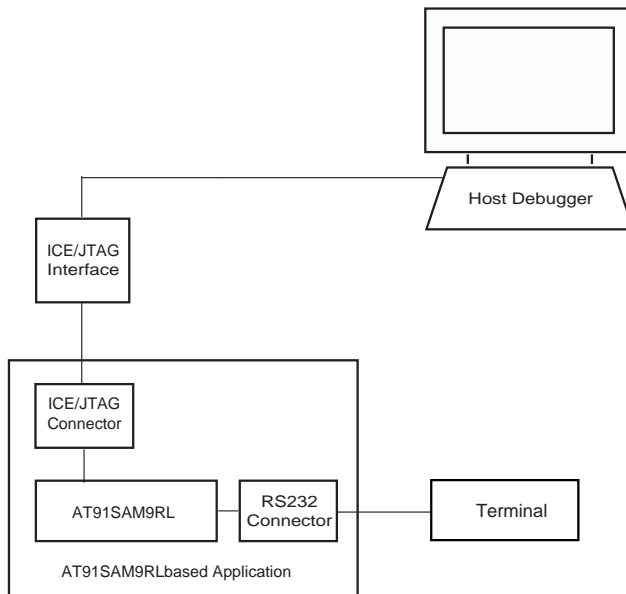 Host Debugger
ICE/JTAG
Interface
ICE/JTAG
Connector
AT91SAM9RL
RS232
Connector
Terminal
AT91SAM9RLbased Application